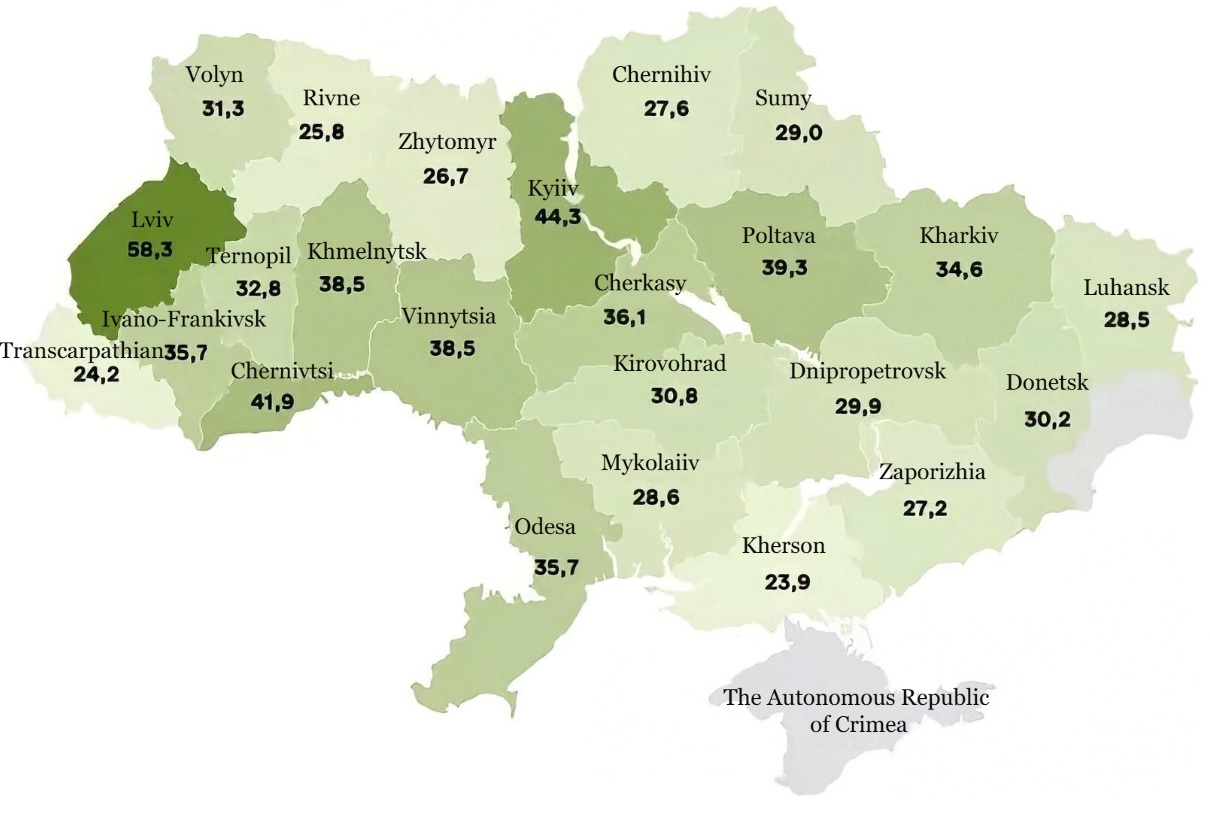 Volyn
31,3
Rivne
25,8
Zhytomyr
26,7
Kyiiv
44,3
Chernihiv
27,6
Sumy
29,0
Lviv
58,3
Ternopil
32,8
Khmelnytsk
38,5
Cherkasy
36,1
Poltava
39,3
Kharkiv
34,6
Luhansk
28,5
Ivano-Frankivsk
35,7
Transcarpathian
24,2
Chernivtsi
41,9
Vinnytsia
38,5
Kirovohrad
30,8
Dnipropetrovsk
29,9
Donetsk
30,2
Mykolaiiv
28,6
Zaporizhia
27,2
Odesa
35,7
Kherson
23,9
The Autonomous Republic
of Crimea